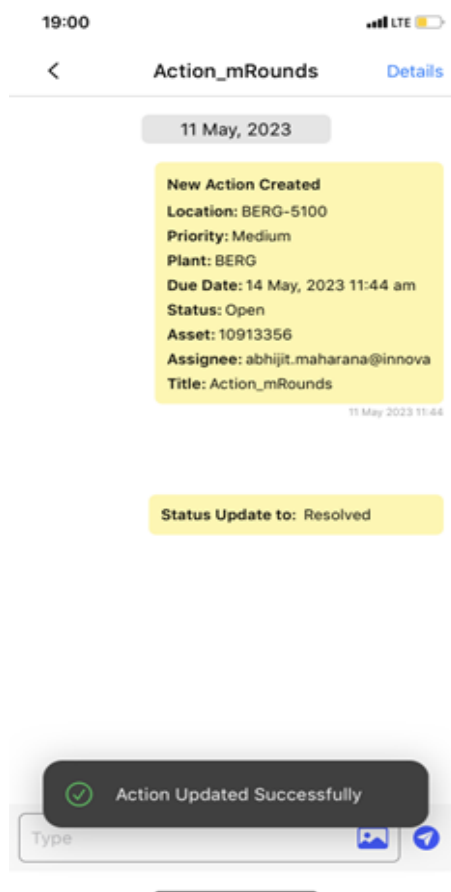 19:00
LTE
Action_mRounds
Details
11 May, 2023
New Action Created
Location: BERG-5100
Priority: Medium
Plant: BERG
Due Date: 14 May, 2023 11:44 am
Status: Open
Asset: 10913356
Assignee: abhijit.maharana@innova
Title: Action_mRounds
11 May 2023 11:44
Status Update to: Resolved
Action Updated Successfully
Type